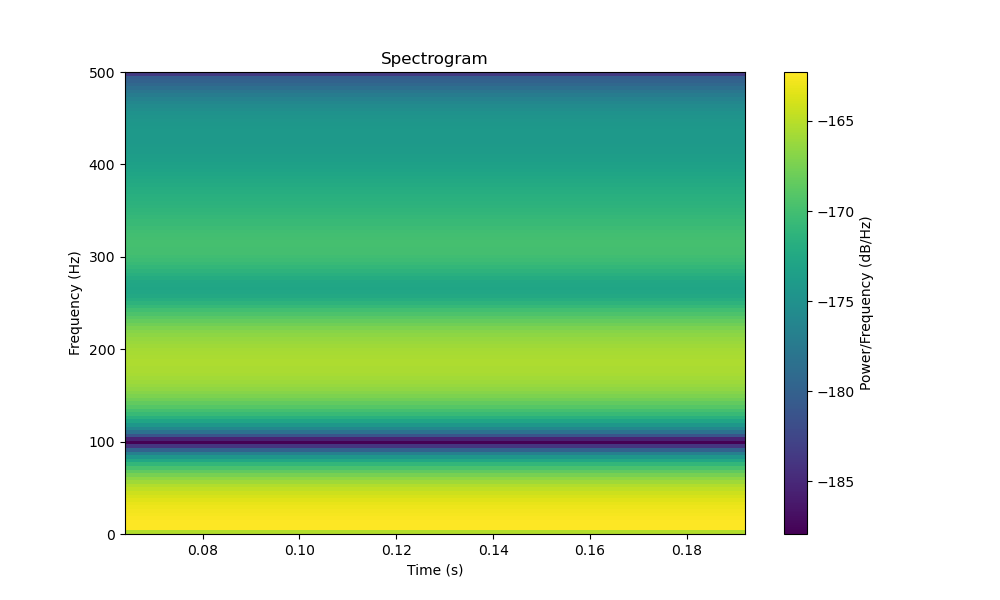 Spectrogram
500
400
300
200
100
0
Frequency (Hz)
0.08 0.10 0.12 0.14 0.16 0.18
Time (s)
−165
−170
−175
−180
−185
Power/Frequency (dB/Hz)